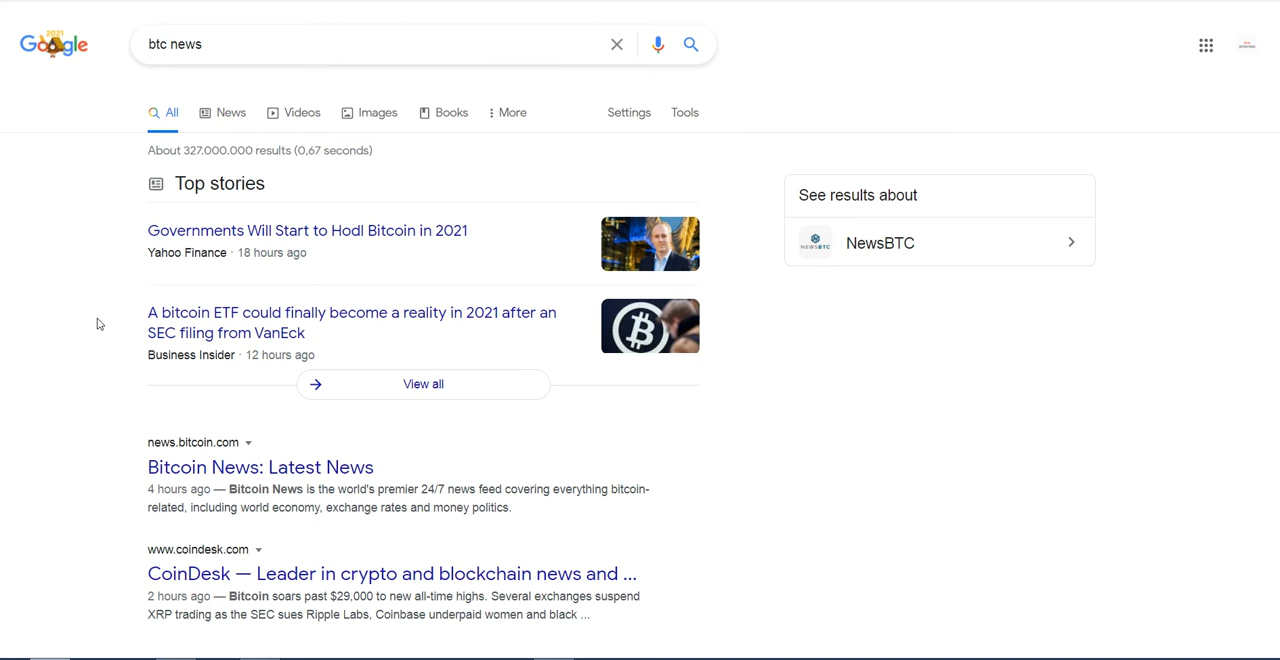 2021
Google
btc news
All
News
Videos
Images
Books
More
Settings
Tools
About 327.000.000 results (0,67 seconds)
Top stories
See results about
Governments Will Start to Hodl Bitcoin in 2021
Yahoo Finance · 18 hours ago
NEWSBTC
NewsBTC
A bitcoin ETF could finally become a reality in 2021 after an
SEC filing from VanEck
Business Insider · 12 hours ago
View all
news.bitcoin.com
Bitcoin News: Latest News
4 hours ago — Bitcoin News is the world's premier 24/7 news feed covering everything bitcoin-
related, including world economy, exchange rates and money politics.
www.coindesk.com
CoinDesk — Leader in crypto and blockchain news and ...
2 hours ago — Bitcoin soars past $29,000 to new all-time highs. Several exchanges suspend
XRP trading as the SEC sues Ripple Labs, Coinbase underpaid women and black ...